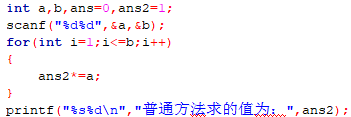 int a,b,ans=0,ans2=1;
scanf("%d%d",&a,&b);
for(int i=1;i<=b;i++)
{
ans2*=a;
}
printf("%s%d\n","普通方法求的值为：",ans2);